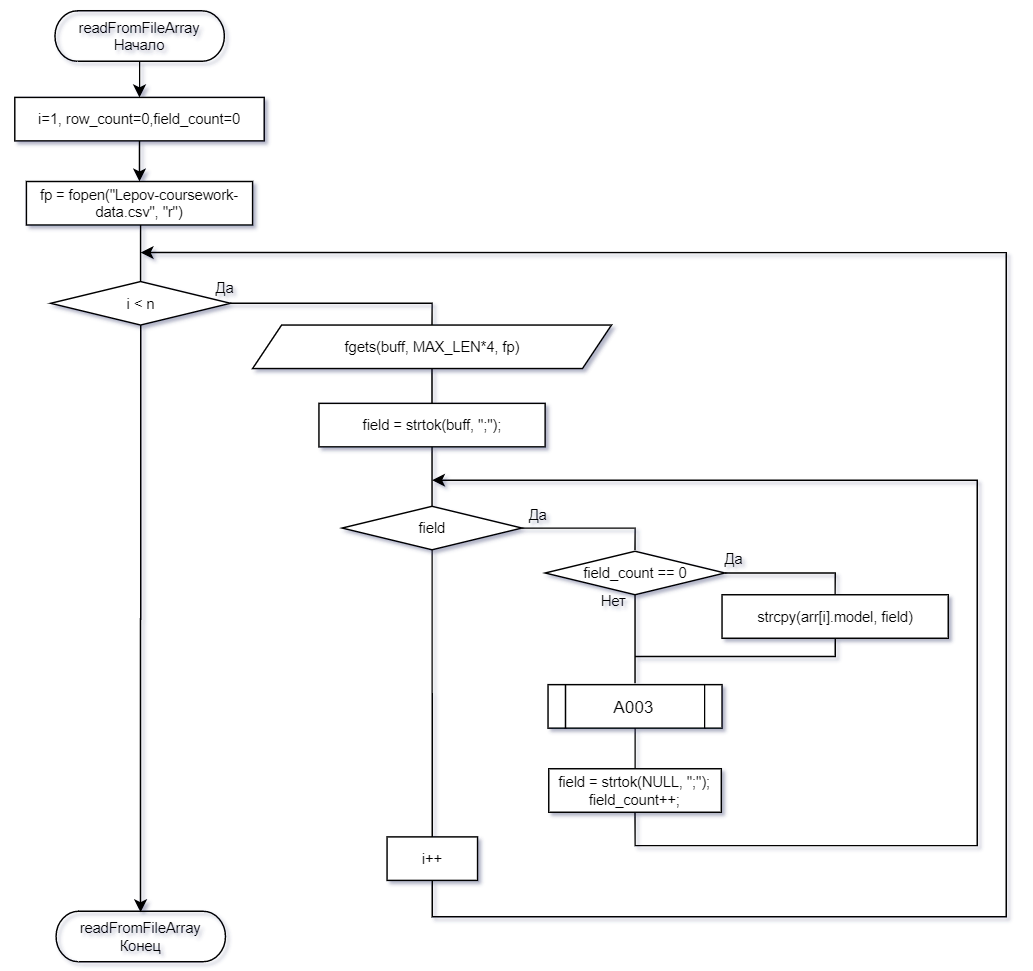 readFromFileArray
Начало
i=1, row_count=0,field_count=0
fp = fopen("Lepov-coursework-
data.csv", "r")
i < n
Да
fgets(buff, MAX_LEN*4, fp)
field = strtok(buff, ";");
field
Да
field_count == 0
Да
Нет
strcpy(arr[i].model, field)
A003
field = strtok(NULL, ";");
field_count++;
i++
readFromFileArray
Конец